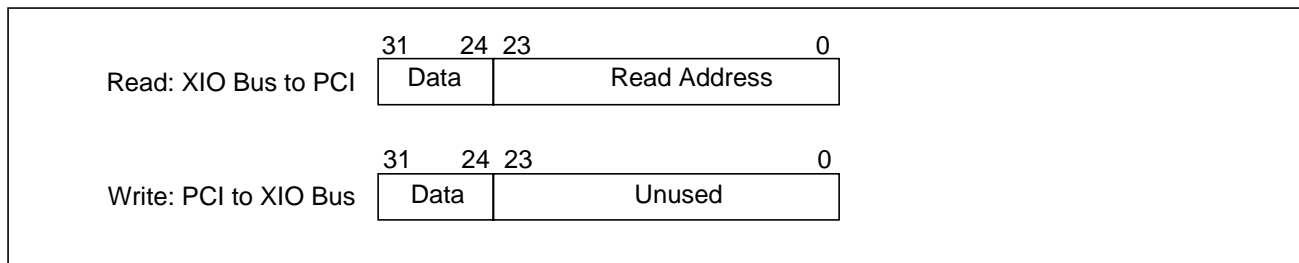 31 24 23 0
Read: XIO Bus to PCI Data Read Address
31 24 23 0
Write: PCI to XIO Bus Data Unused